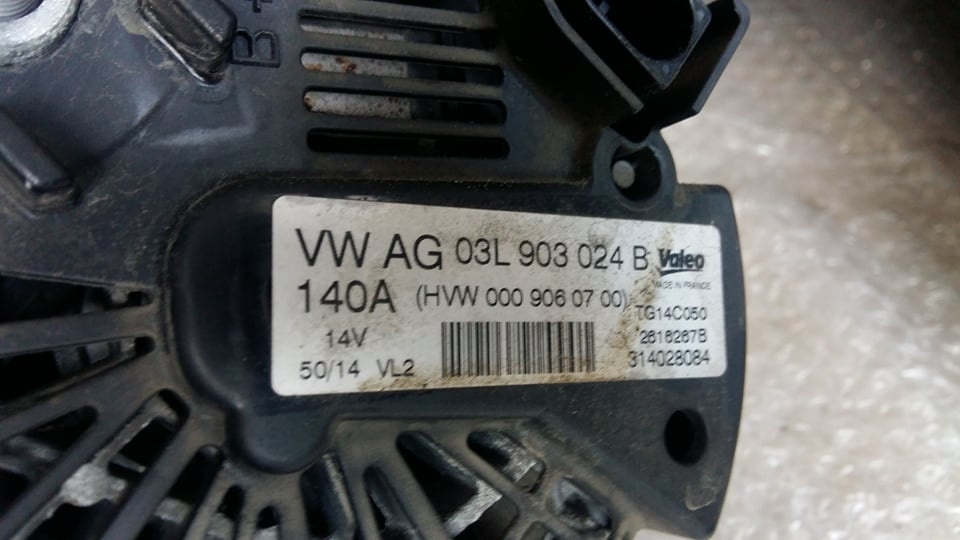 B+
VW AG 03L 903 024 B Valeo
MADE IN FRANCE
140A (HVW 000 906 07 00)
TG14C050
14V 2616267B
50/14 VL2 314028084